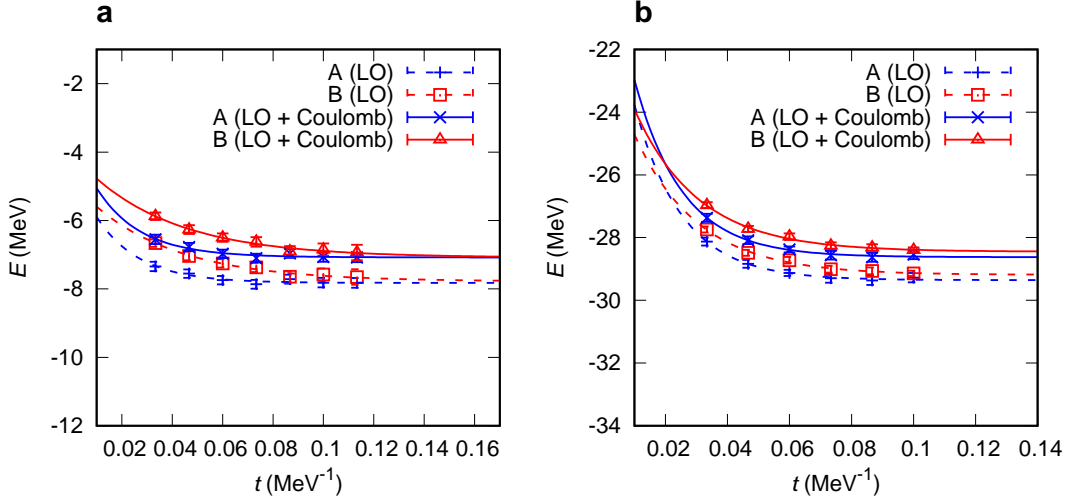 a
-2
-4
-6
-8
-10
-12
E (MeV)
0.02 0.04 0.06 0.08 0.1 0.12 0.14 0.16
t (MeV⁻¹)
A (LO)
B (LO)
A (LO + Coulomb)
B (LO + Coulomb)
b
-22
-24
-26
-28
-30
-32
-34
E (MeV)
0.02 0.04 0.06 0.08 0.1 0.12 0.14
t (MeV⁻¹)
A (LO)
B (LO)
A (LO + Coulomb)
B (LO + Coulomb)